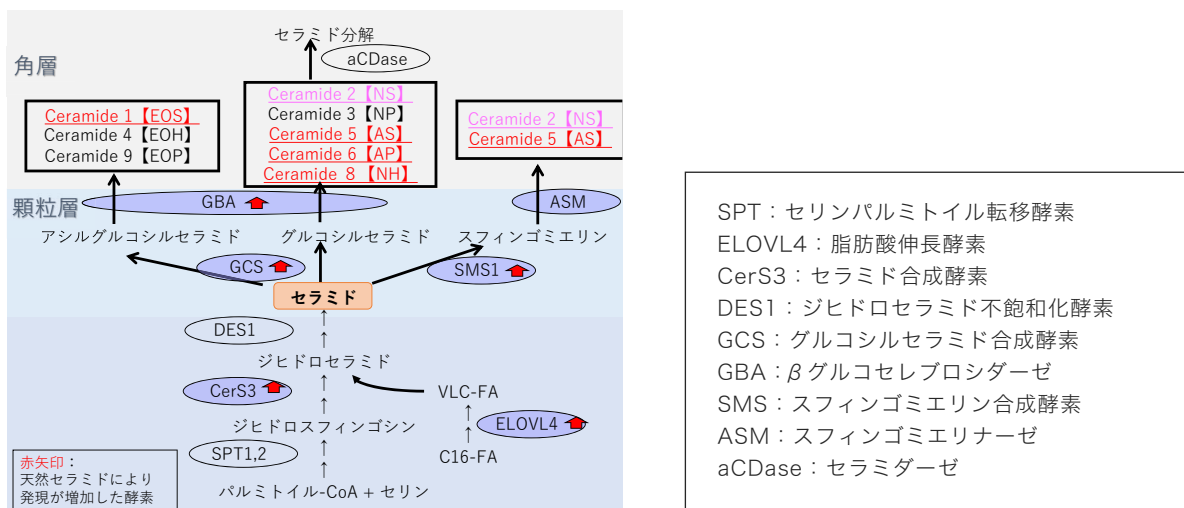 セラミド分解
aCDase
角層
Ceramide 1【EOS】
Ceramide 4【EOH】
Ceramide 9【EOP】
Ceramide 2【NS】
Ceramide 3【NP】
Ceramide 5【AS】
Ceramide 6【AP】
Ceramide 8【NH】
Ceramide 2【NS】
Ceramide 5【AS】
顆粒層
GBA
ASM
アシルグルコシルセラミド
グルコシルセラミド
スフィンゴミエリン
GCS
SMS1
セラミド
DES1
ジヒドロセラミド
CerS3
VLC-FA
ジヒドロスフィンゴシン
ELOVL4
SPT1,2
C16-FA
パルミトイル-CoA + セリン
赤矢印：
天然セラミドにより
発現が増加した酵素
SPT：セリンパルミトイル転移酵素
ELOVL4：脂肪酸伸長酵素
CerS3：セラミド合成酵素
DES1：ジヒドロセラミド不飽和化酵素
GCS：グルコシルセラミド合成酵素
GBA：βグルコセレブロシダーゼ
SMS：スフィンゴミエリン合成酵素
ASM：スフィンゴミエリナーゼ
aCDase：セラミダーゼ